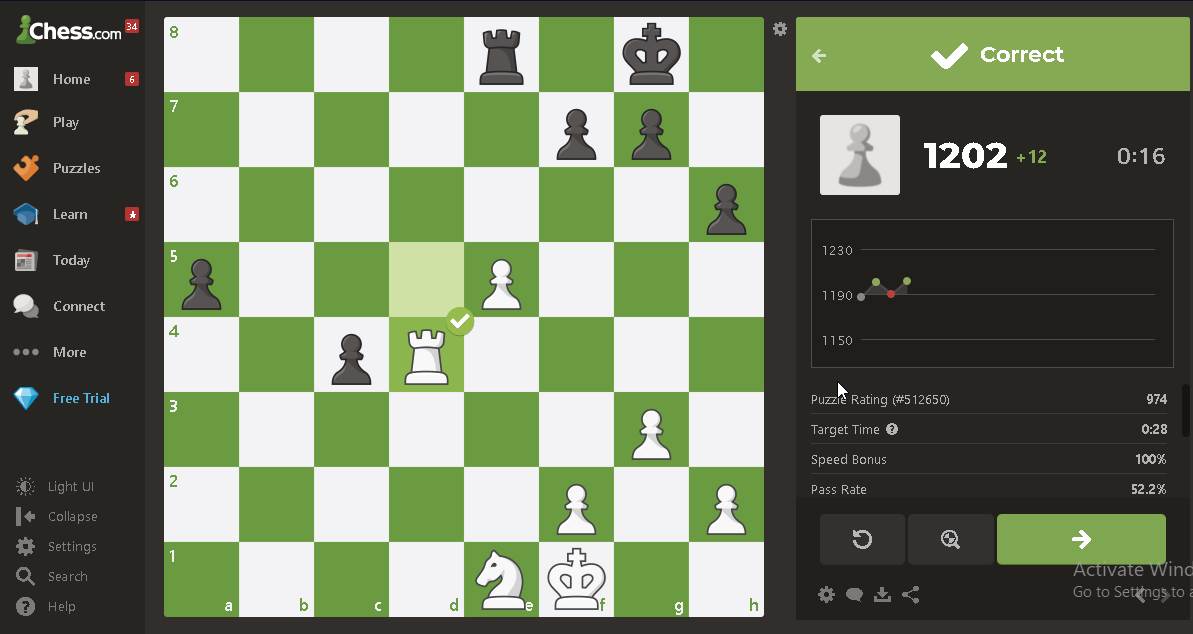 Chess.com 34
Home 6
Play
Puzzles
Learn
Today
Connect
More
Free Trial
Light UI
Collapse
Settings
Search
Help
8
7
6
5
4
3
2
1
a b c d e f g h
Correct
1202 +12 0:16
1230
1190
1150
Puzzle Rating (#512650) 974
Target Time ? 0:28
Speed Bonus 100%
Pass Rate 52.2%
Activate Wind
Go to Settings to a